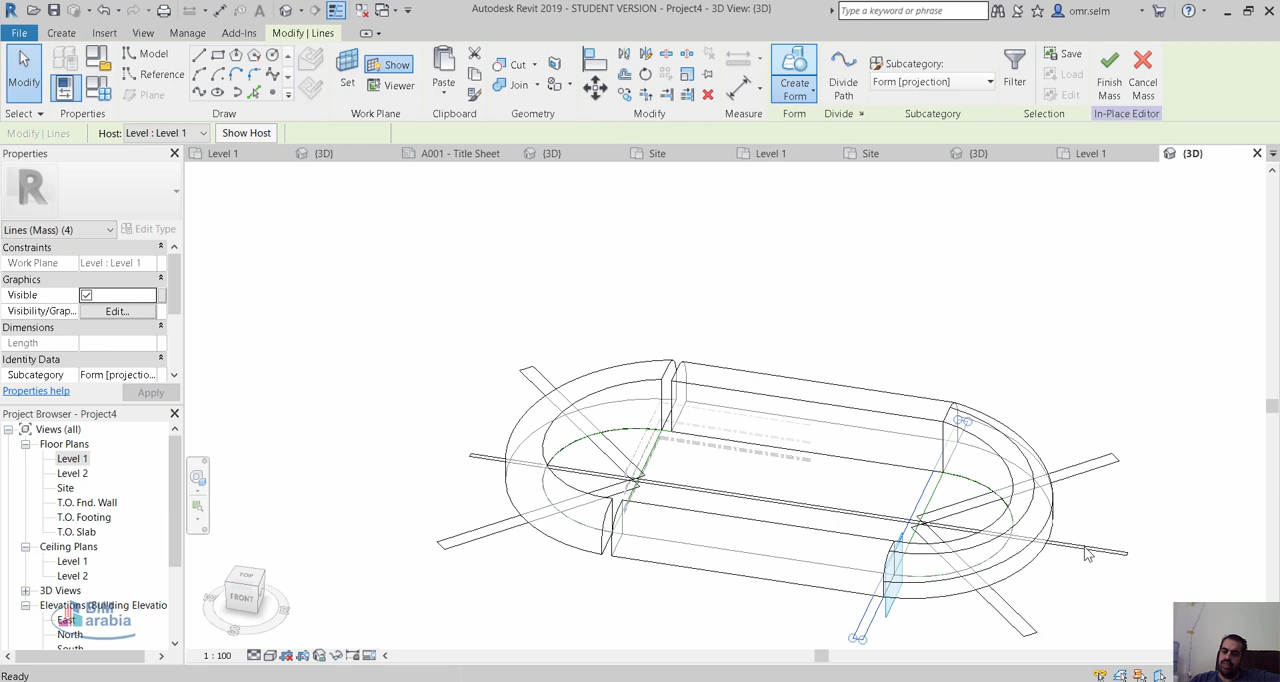 Autodesk Revit 2019 - STUDENT VERSION - Project4 - 3D View: {3D}
Type a keyword or phrase
omr.selm
File Create Insert View Manage Add-Ins Modify | Lines
Modify
Model
Reference
Plane
Set
Show
Viewer
Paste
Cut
Join
Create Form
Divide Path
Subcategory:
Form [projection]
Filter
Save
Load
Edit
Finish Mass
Cancel Mass
Select Properties Draw Work Plane Clipboard Geometry Modify Measure Form Divide Subcategory Selection In-Place Editor
Modify | Lines Host: Level : Level 1 Show Host
Properties
Level 1 {3D} A001 - Title Sheet {3D} Site Level 1 Site {3D} Level 1 {3D}
R
Lines (Mass) (4) Edit Type
Constraints
Work Plane Level : Level 1
Graphics
Visible
Visibility/Grap... Edit...
Dimensions
Length
Identity Data
Subcategory Form [projectio...
Properties help Apply
Project Browser - Project4
Views (all)
Floor Plans
Level 1
Level 2
Site
T.O. Fnd. Wall
T.O. Footing
T.O. Slab
Ceiling Plans
Level 1
Level 2
3D Views
Elevations (Building Elevatio
East
North
South
BIM
arabia
TOP
FRONT
1 : 100
Ready